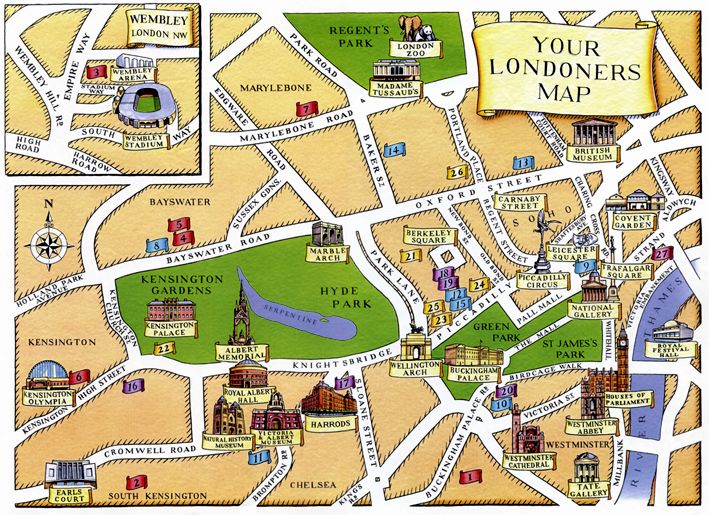 WEMBLEY
LONDON NW
WEMBLEY HILL RD
EMPIRE WAY
3
WEMBLEY
ARENA
STADIUM
WAY
WEMBLEY
STADIUM
SOUTH
WAY
HIGH
ROAD
HARROW
ROAD
YOUR
LONDONERS
MAP
REGENT'S
PARK
LONDON
ZOO
MADAME
TUSSAUD'S
PARK ROAD
MARYLEBONE
7
EDGWARE
ROAD
MARYLEBONE ROAD
BAKER ST
14
PORTLAND PLACE
26
13
OXFORD STREET
TOTTENHAM
COURT RD
BRITISH
MUSEUM
KINGSWAY
ALDWYCH
COVENT
GARDEN
STRAND
27
CHARING
CROSS
RD
SHAFTESBURY
AVE
SOHO
CARNABY
STREET
REGENT STREET
NEW BOND ST
OLD BOND ST
LEICESTER
SQUARE
9
TRAFALGAR
SQUARE
PICCADILLY
CIRCUS
NATIONAL
GALLERY
VICTORIA EMBANKMENT
BERKELEY
SQUARE
21
18
19
12
15
24
25
23
PICCADILLY
PALL MALL
THE MALL
WHITEHALL
RIVER
THAMES
ROYAL
FESTIVAL
HALL
GREEN
PARK
ST JAMES'S
PARK
BIRDCAGE WALK
BUCKINGHAM
PALACE
WELLINGTON
ARCH
PARK LANE
MARBLE
ARCH
HYDE
PARK
SERPENTINE
SUSSEX GDNS
BAYSWATER
5
4
8
BAYSWATER ROAD
N
HOLLAND PARK
AVENUE
KENSINGTON
GARDENS
KENSINGTON
PALACE
22
KENSINGTON
CHURCH ST
ALBERT
MEMORIAL
KNIGHTSBRIDGE
KENSINGTON
6
KENSINGTON
OLYMPIA
KENSINGTON HIGH STREET
16
ROYAL ALBERT
HALL
NATURAL HISTORY
MUSEUM
VICTORIA
& ALBERT
MUSEUM
17
HARRODS
SLOANE STREET
11
BROMPTON RD
CHELSEA
KING'S
RD
CROMWELL ROAD
2
SOUTH KENSINGTON
EARLS
COURT
BUCKINGHAM PALACE RD
1
20
10
VICTORIA ST
WESTMINSTER
CATHEDRAL
WESTMINSTER
ABBEY
HOUSES OF
PARLIAMENT
WESTMINSTER
MILLBANK
TATE
GALLERY